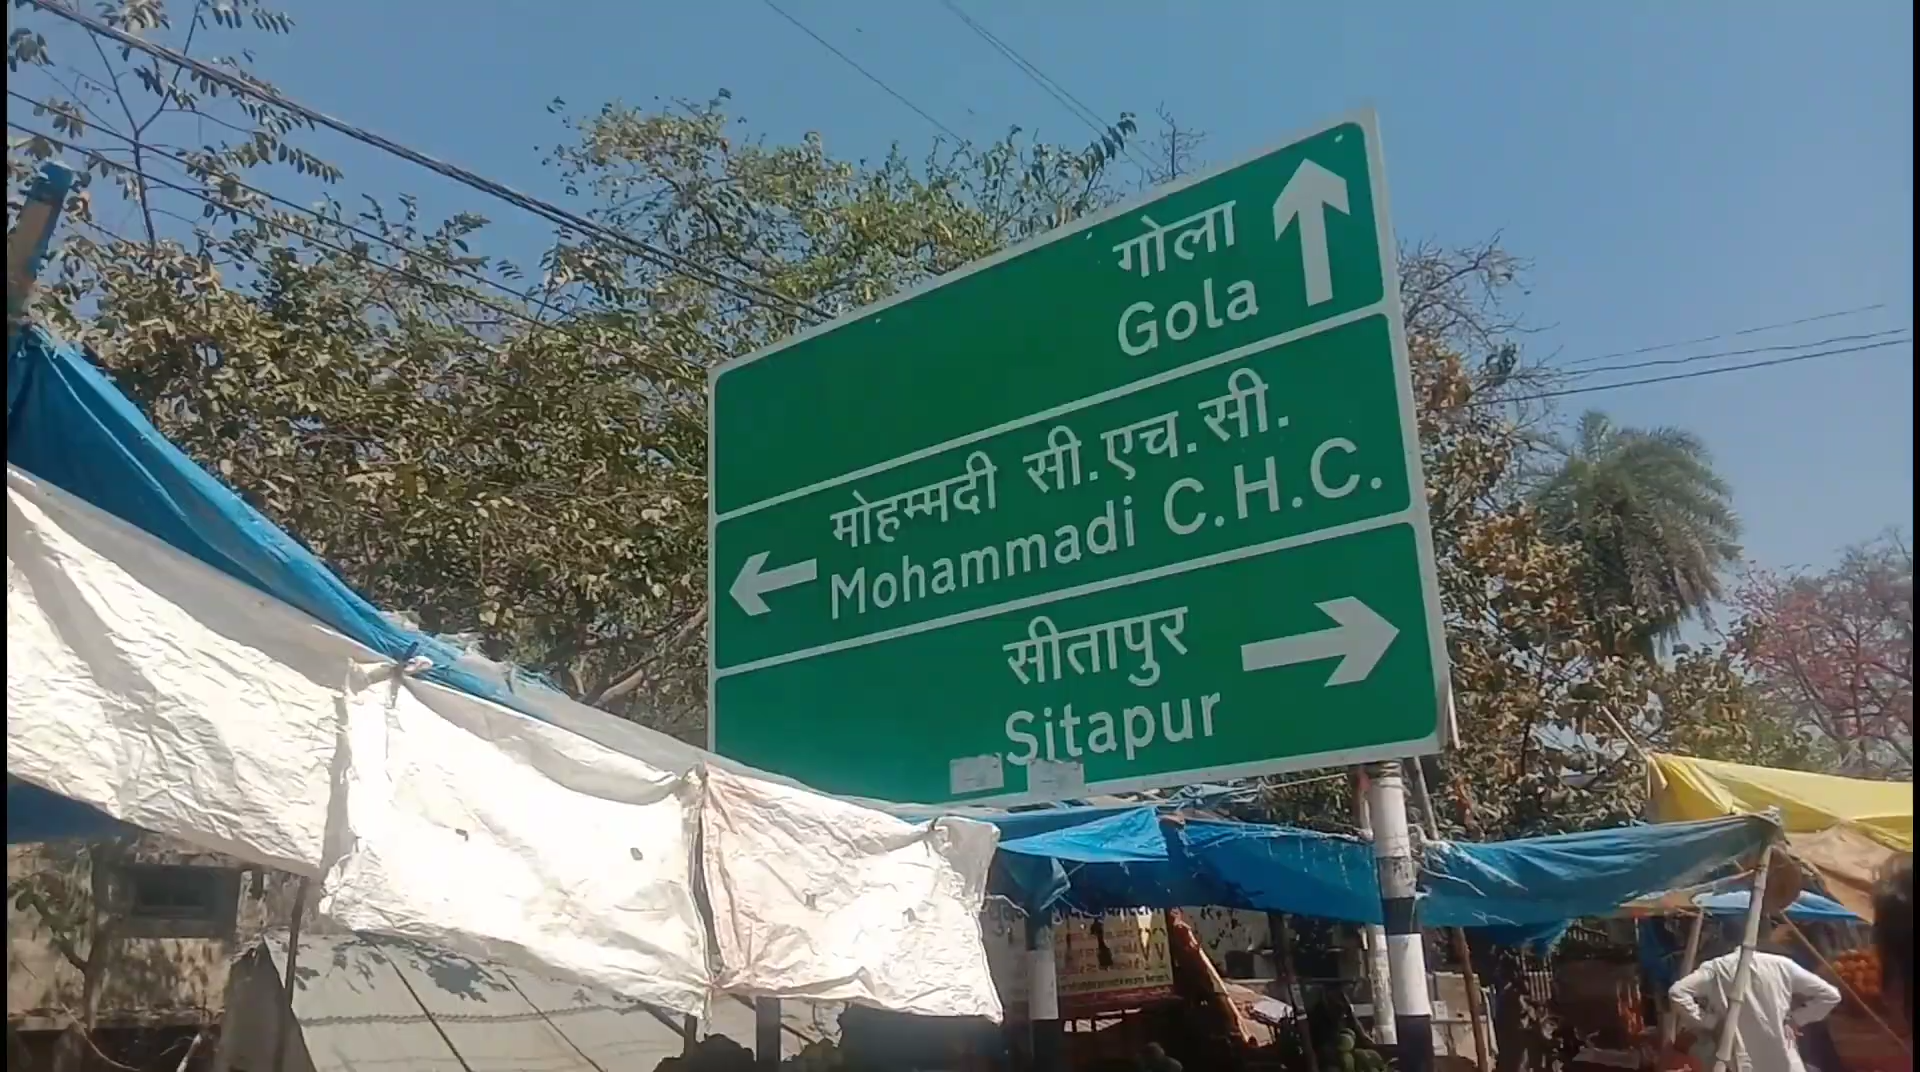 गोला
Gola
मोहम्मदी सी.एच.सी.
Mohammadi C.H.C.
सीतापुर
Sitapur